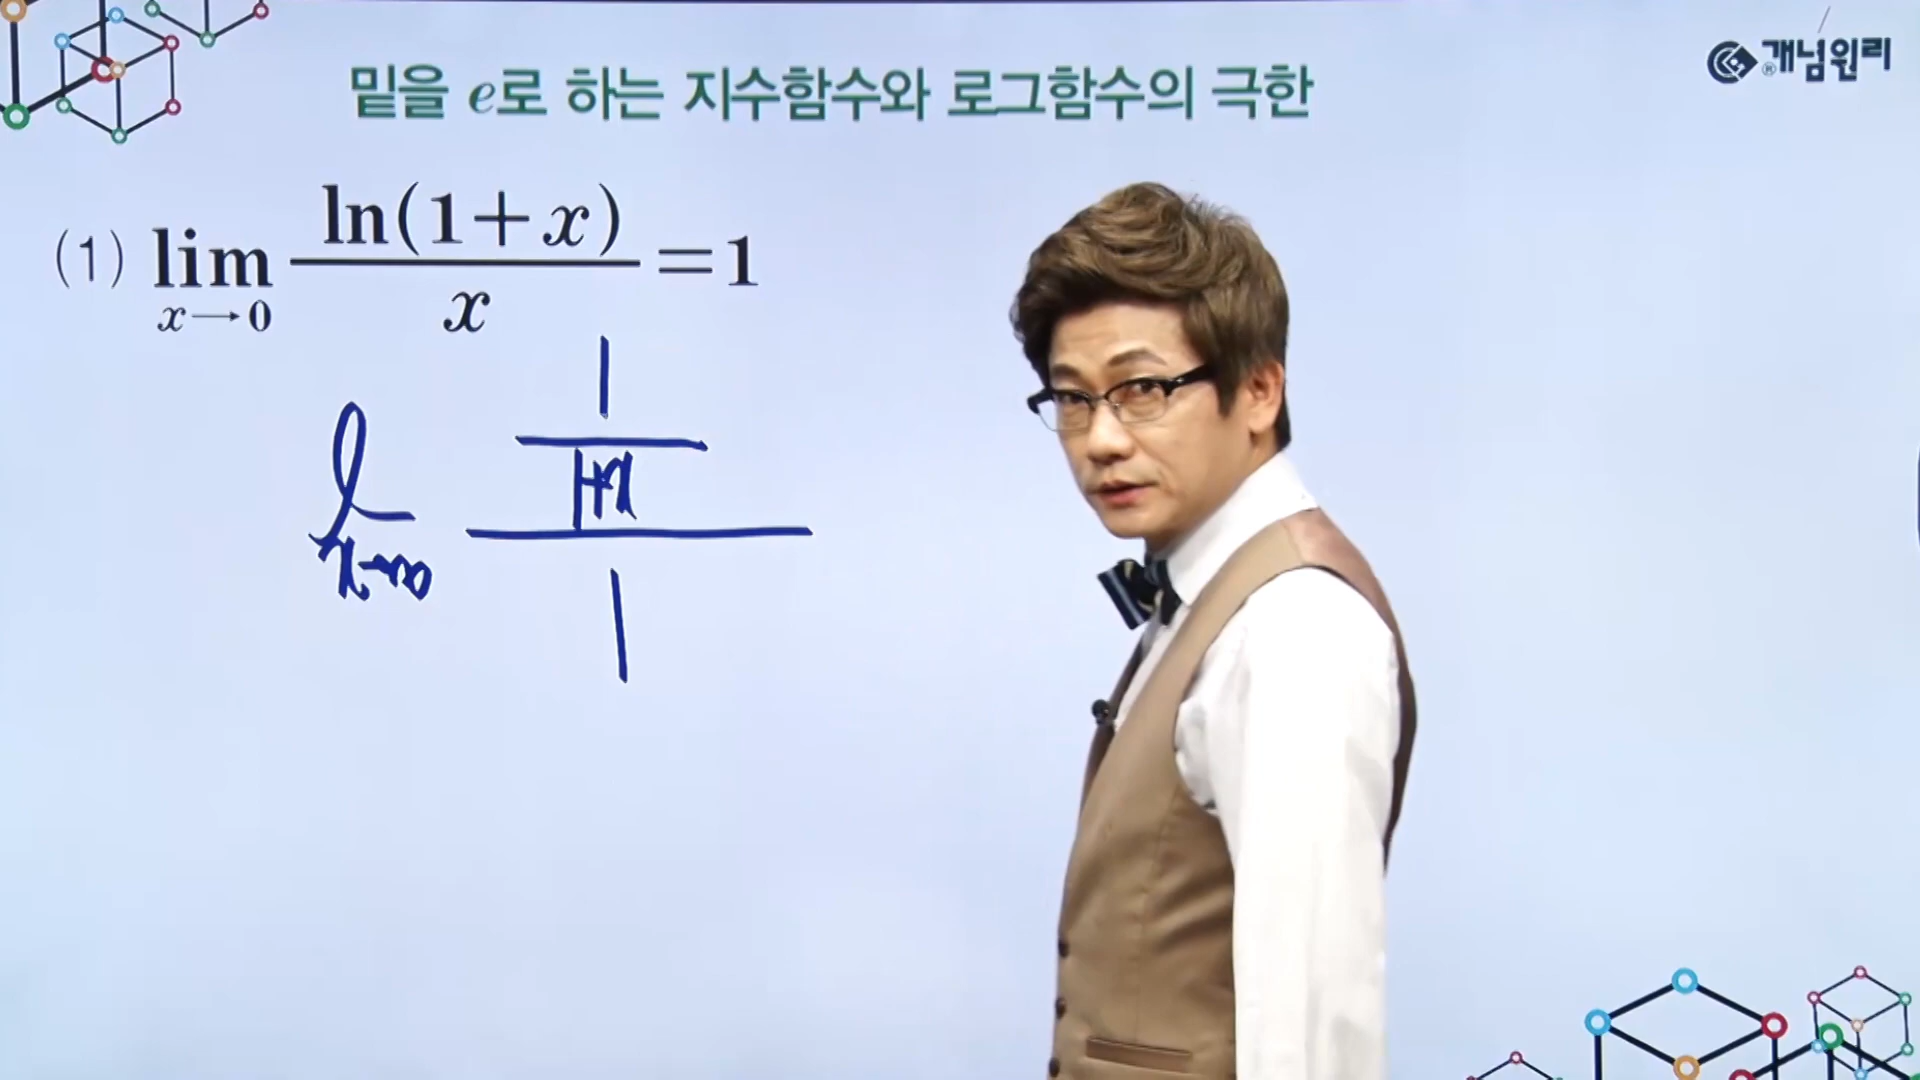 개념원리
밑을 e로 하는 지수함수와 로그함수의 극한
(1) lim x→0 ln(1+x)/x =1
l x→0
1
1+x
1